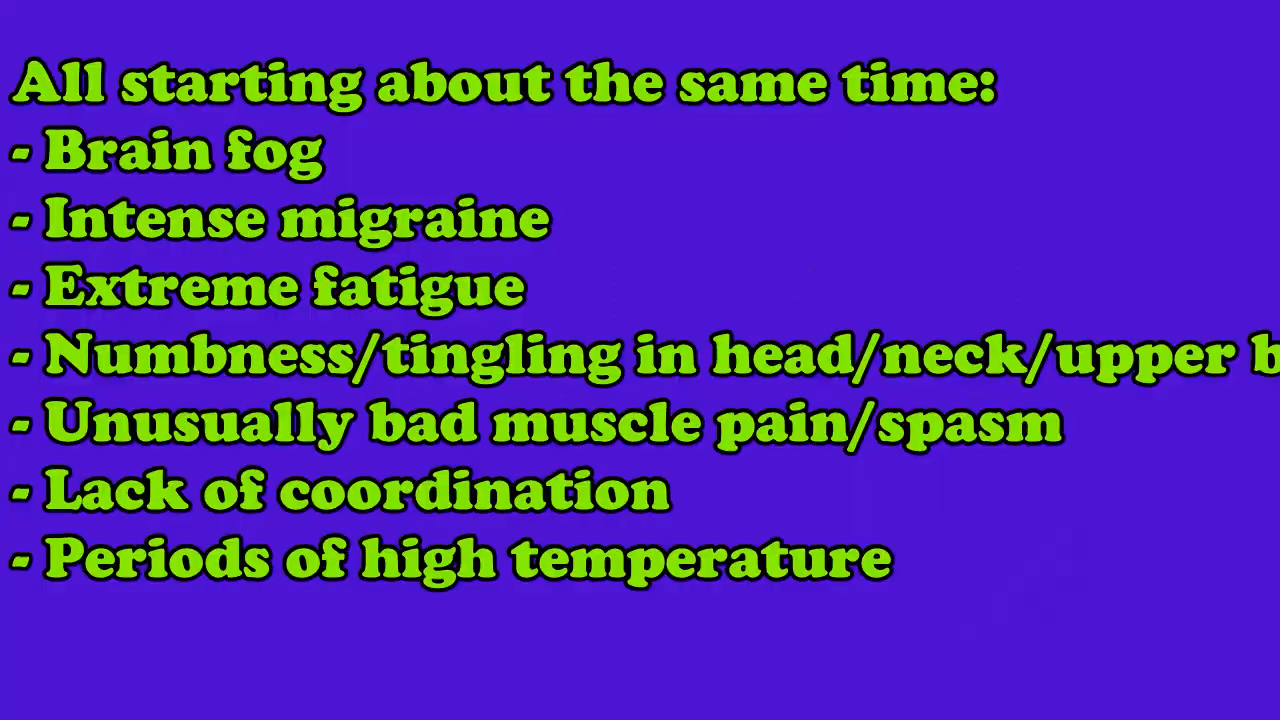 All starting about the same time:
- Brain fog
- Intense migraine
- Extreme fatigue
- Numbness/tingling in head/neck/upper
- Unusually bad muscle pain/spasm
- Lack of coordination
- Periods of high temperature